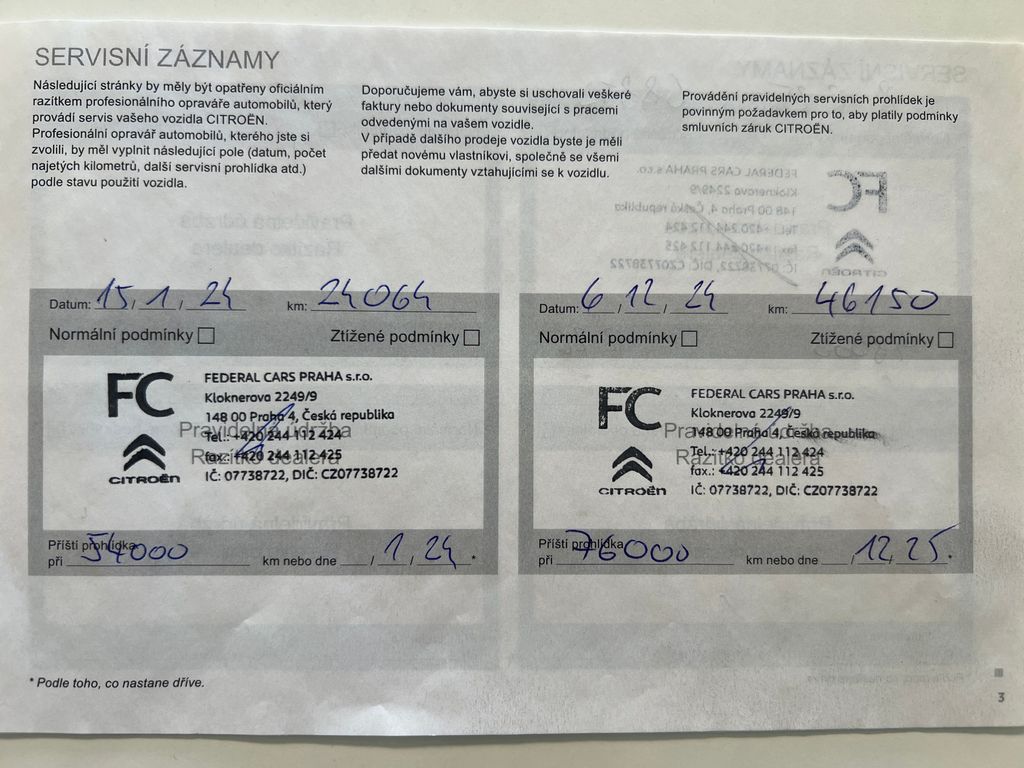 SERVISNÍ ZÁZNAMY
Následující stránky by měly být opatřeny oficiálním
razítkem profesionálního opraváře automobilů, který
provádí servis vašeho vozidla CITROËN.
Profesionální opravář automobilů, kterého jste si
zvolili, by měl vyplnit následující pole (datum, počet
najetých kilometrů, další servisní prohlídka atd.)
podle stavu použití vozidla.
Doporučujeme vám, abyste si uschovali veškeré
faktury nebo dokumenty související s pracemi
odvedenými na vašem vozidle.
V případě dalšího prodeje vozidla byste je měli
předat novému vlastníkovi, společně se všemi
dalšími dokumenty vztahujícími se k vozidlu.
Provádění pravidelných servisních prohlídek je
povinným požadavkem pro to, aby platily podmínky
smluvních záruk CITROËN.
Datum: 15 / 1 / 24 km: 24064
Normální podmínky Ztížené podmínky
FC
CITROËN
FEDERAL CARS PRAHA s.r.o.
Kloknerova 2249/9
148 00 Praha 4, Česká republika
Pravidelná údržba
Tel.: +420 244 112 424
Razítko dealera
fax.: +420 244 112 425
IČ: 07738722, DIČ: CZ07738722
Příští prohlídka
při 54000 km nebo dne / 1 / 24 *
Datum: 6 / 12 / 24 km: 46150
Normální podmínky Ztížené podmínky
FC
CITROËN
FEDERAL CARS PRAHA s.r.o.
Kloknerova 2249/9
148 00 Praha 4, Česká republika
Pravidelná údržba
Tel.: +420 244 112 424
Razítko dealera
fax.: +420 244 112 425
IČ: 07738722, DIČ: CZ07738722
Příští prohlídka
při 76000 km nebo dne / 12 / 25 *
* Podle toho, co nastane dříve.
3